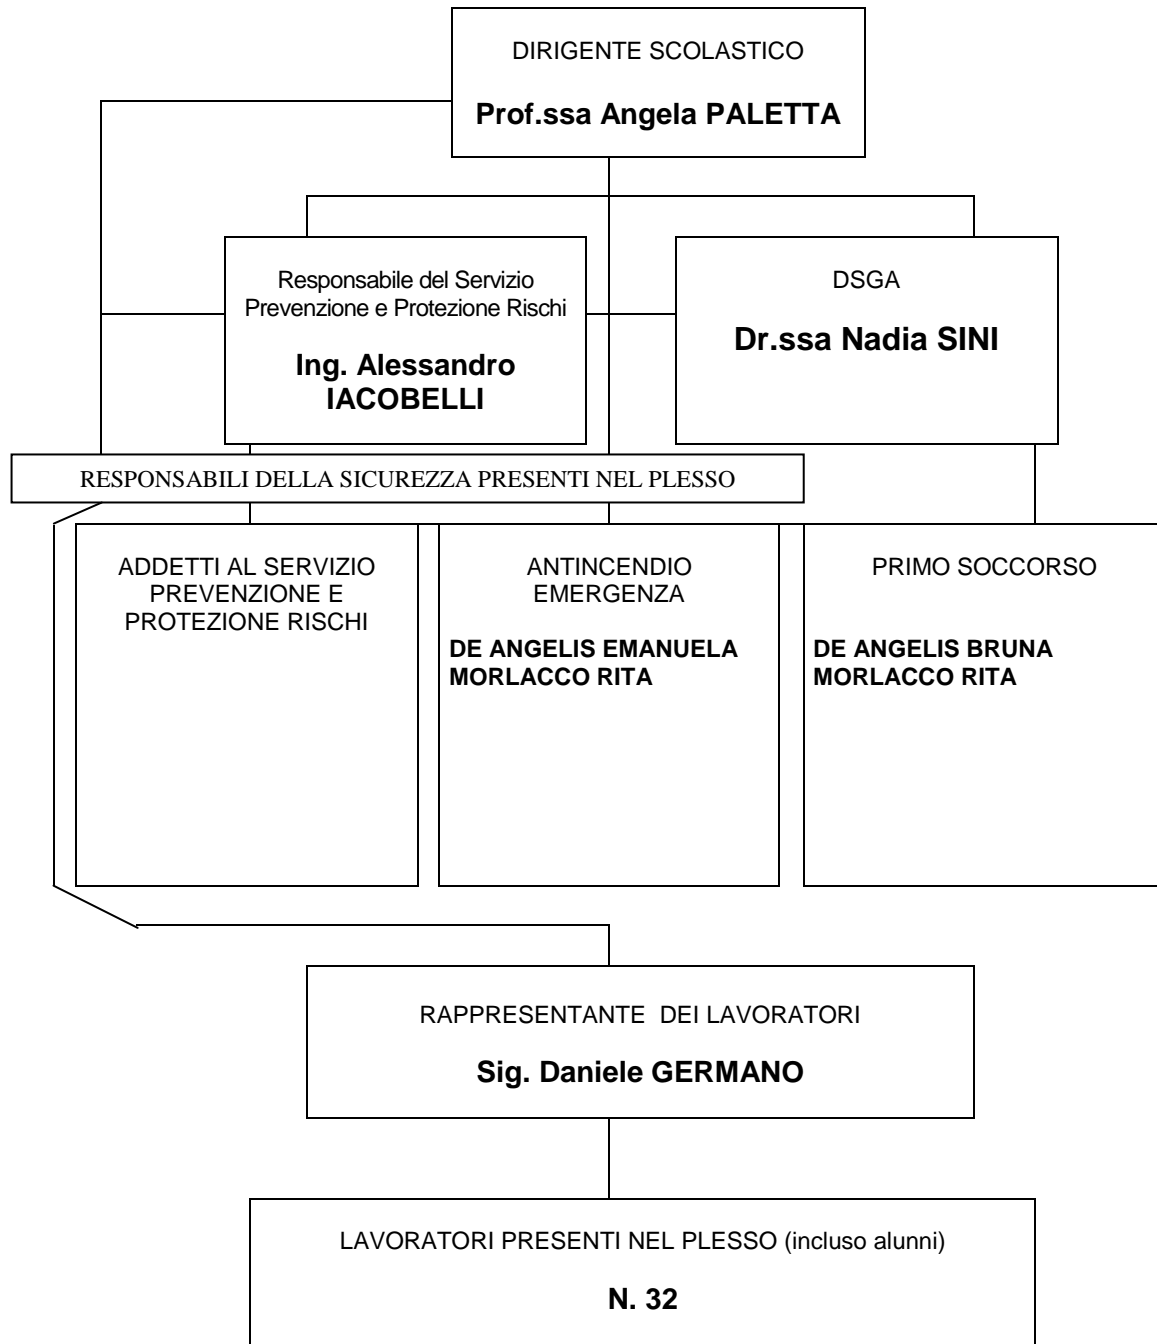 DIRIGENTE SCOLASTICO
Prof.ssa Angela PALETTA
Responsabile del Servizio
Prevenzione e Protezione Rischi
Ing. Alessandro
IACOBELLI
DSGA
Dr.ssa Nadia SINI
RESPONSABILI DELLA SICUREZZA PRESENTI NEL PLESSO
ADDETTI AL SERVIZIO
PREVENZIONE E
PROTEZIONE RISCHI
ANTINCENDIO
EMERGENZA
DE ANGELIS EMANUELA
MORLACCO RITA
PRIMO SOCCORSO
DE ANGELIS BRUNA
MORLACCO RITA
RAPPRESENTANTE DEI LAVORATORI
Sig. Daniele GERMANO
LAVORATORI PRESENTI NEL PLESSO (incluso alunni)
N. 32